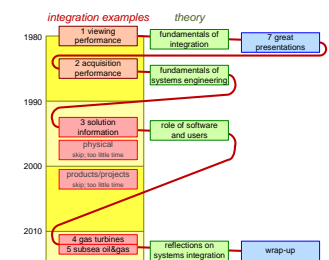 integration examples theory
1980
1 viewing
performance
fundamentals of
integration
7 great
presentations
2 acquisition
performance
fundamentals of
systems engineering
1990
3 solution
information
role of software
and users
physical
skip; too little time
2000
products/projects
skip; too little time
2010
4 gas turbines
5 subsea oil&gas
reflections on
systems integration
wrap-up